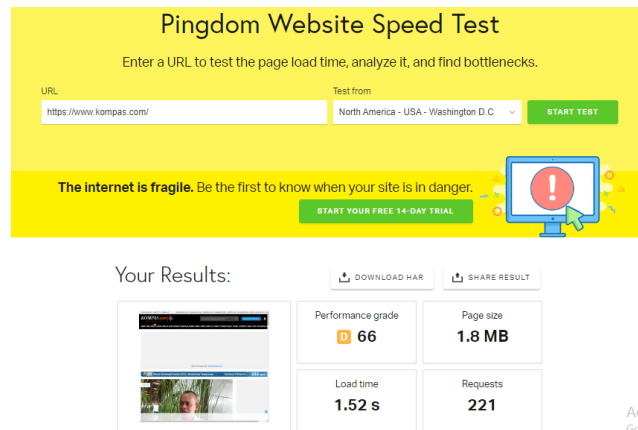 Pingdom Website Speed Test
Enter a URL to test the page load time, analyze it, and find bottlenecks.
URL
Test from
https://www.kompas.com/
North America - USA - Washington D.C
START TEST
The internet is fragile. Be the first to know when your site is in danger.
START YOUR FREE 14-DAY TRIAL
Your Results:
DOWNLOAD HAR
SHARE RESULT
Performance grade
D 66
Page size
1.8 MB
Load time
1.52 s
Requests
221